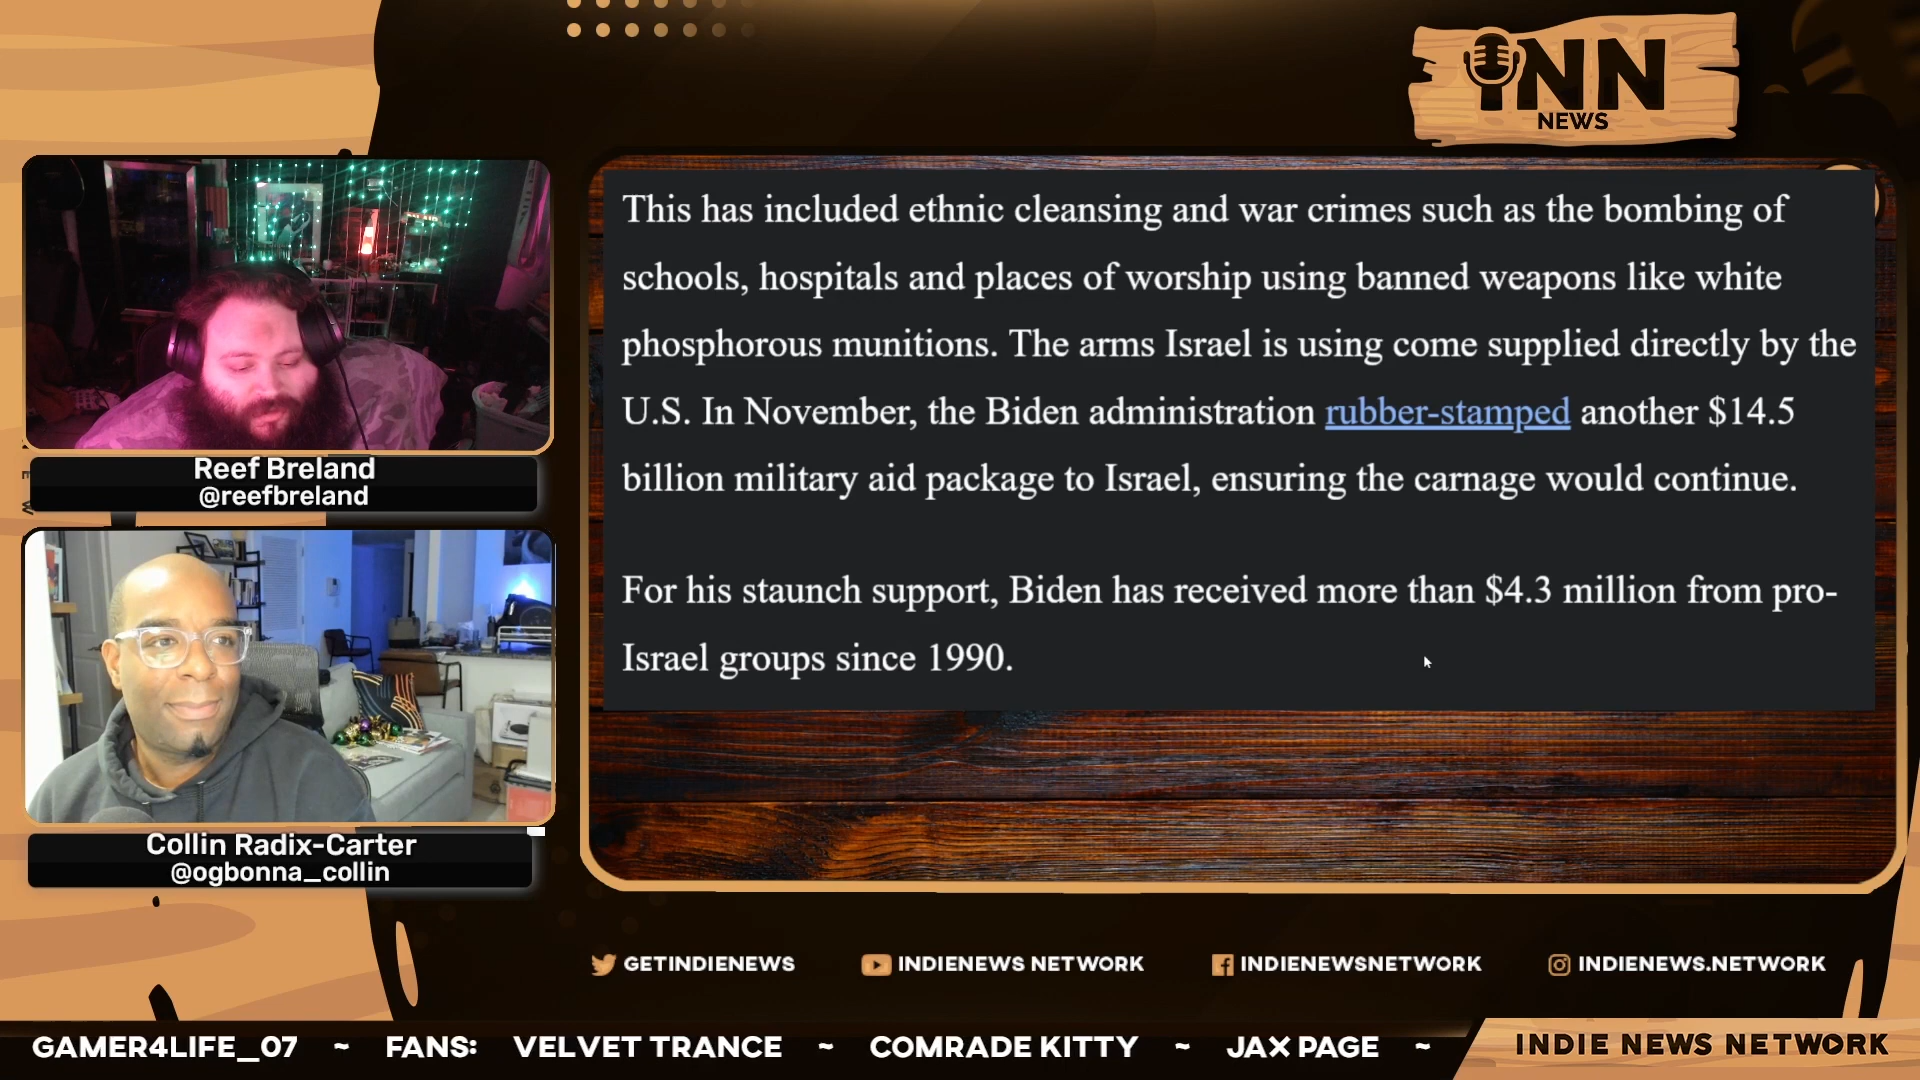 iNN
NEWS
This has included ethnic cleansing and war crimes such as the bombing of
schools, hospitals and places of worship using banned weapons like white
phosphorous munitions. The arms Israel is using come supplied directly by the
U.S. In November, the Biden administration rubber-stamped another $14.5
billion military aid package to Israel, ensuring the carnage would continue.
For his staunch support, Biden has received more than $4.3 million from pro-
Israel groups since 1990.
Reef Breland
@reefbreland
Collin Radix-Carter
@ogbonna_collin
GETINDIENEWS
INDIENEWS NETWORK
INDIENEWSNETWORK
INDIENEWS.NETWORK
GAMER4LIFE_07 ~ FANS: VELVET TRANCE ~ COMRADE KITTY ~ JAX PAGE ~
INDIE NEWS NETWORK